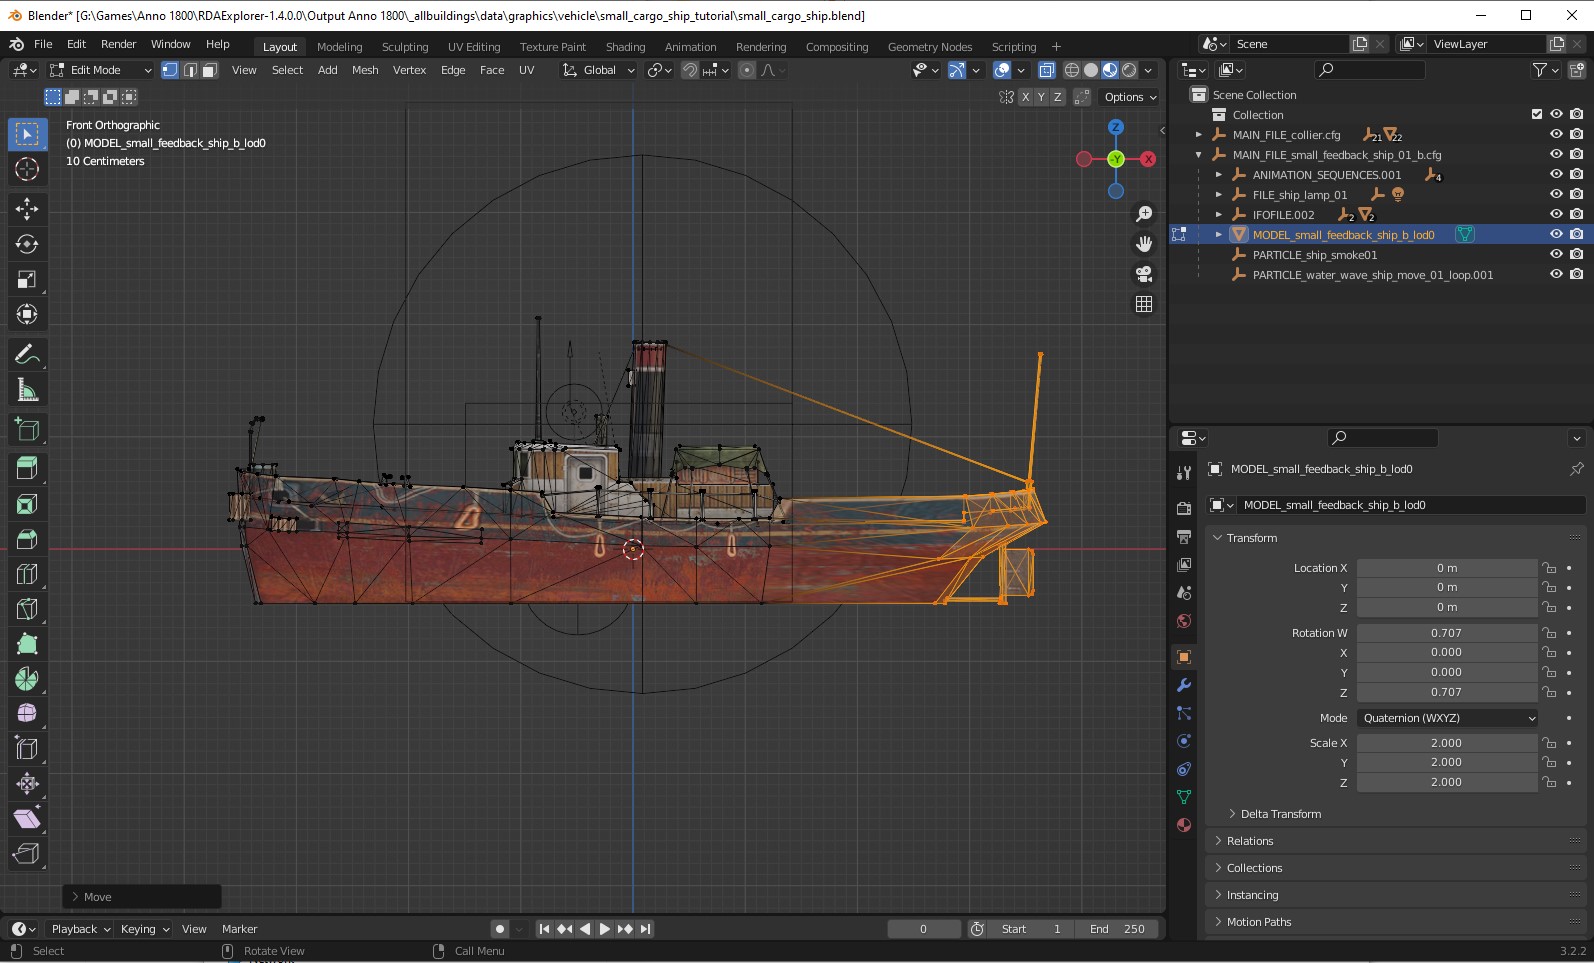 Blender* [G:\Games\Anno 1800\RDAExplorer-1.4.0.0\Output Anno 1800\_allbuildings\data\graphics\vehicle\small_cargo_ship_tutorial\small_cargo_ship.blend]
File Edit Render Window Help Layout Modeling Sculpting UV Editing Texture Paint Shading Animation Rendering Compositing Geometry Nodes Scripting + Scene ViewLayer
Edit Mode View Select Add Mesh Vertex Edge Face UV Global
X Y Z Options
Front Orthographic
(0) MODEL_small_feedback_ship_b_lod0
10 Centimeters
Z
-Y X
Move
Scene Collection
Collection
MAIN_FILE_collier.cfg 21 22
MAIN_FILE_small_feedback_ship_01_b.cfg
ANIMATION_SEQUENCES.001 4
FILE_ship_lamp_01
IFOFILE.002 2 2
MODEL_small_feedback_ship_b_lod0
PARTICLE_ship_smoke01
PARTICLE_water_wave_ship_move_01_loop.001
MODEL_small_feedback_ship_b_lod0
MODEL_small_feedback_ship_b_lod0
Transform
Location X 0 m
Y 0 m
Z 0 m
Rotation W 0.707
X 0.000
Y 0.000
Z 0.707
Mode Quaternion (WXYZ)
Scale X 2.000
Y 2.000
Z 2.000
Delta Transform
Relations
Collections
Instancing
Motion Paths
Playback Keying View Marker 0 Start 1 End 250
Select Rotate View Call Menu 3.2.2